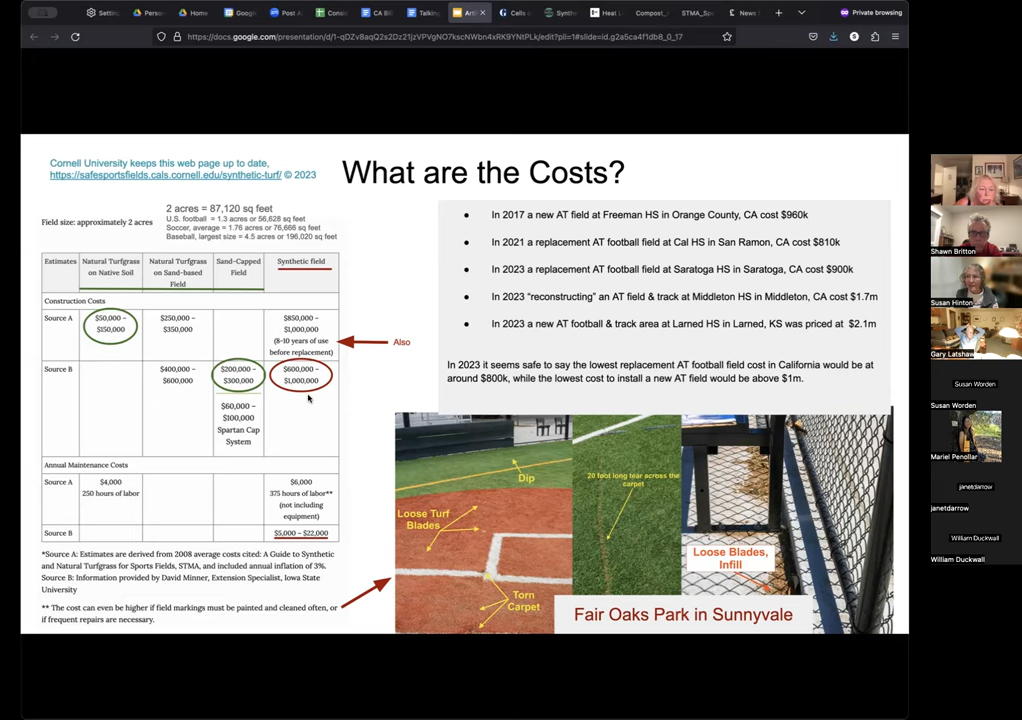 Settin
Person
Home
Googl
Post A
Consid
CA Bil
Talkin
Artif
Cells o
Synthe
Heat L
Compost_
STMA_Sp
News S
Private browsing
https://docs.google.com/presentation/d/1-qDZv8aqQ2s2Dz21jzVPVgNO7kscNWbn4xRK9YNtPLk/edit?pli=1#slide=id.g2a5ca4f1db8_0_17
Cornell University keeps this web page up to date,
https://safesportsfields.cals.cornell.edu/synthetic-turf/ © 2023
What are the Costs?
Field size: approximately 2 acres
2 acres = 87,120 sq feet
U.S. football = 1.3 acres or 56,628 sq feet
Soccer, average = 1.76 acres or 76,666 sq feet
Baseball, largest size = 4.5 acres or 196,020 sq feet
Estimates
Natural Turfgrass on Native Soil
Natural Turfgrass on Sand-based Field
Sand-Capped Field
Synthetic field
Construction Costs
Source A
$50,000 – $150,000
$250,000 – $350,000
$850,000 – $1,000,000
(8-10 years of use before replacement)
Also
Source B
$400,000 – $600,000
$200,000 – $300,000
$60,000 – $100,000
Spartan Cap System
$600,000 – $1,000,000
Annual Maintenance Costs
Source A
$4,000
250 hours of labor
$6,000
375 hours of labor**
(not including equipment)
Source B
$5,000 – $22,000
*Source A: Estimates are derived from 2008 average costs cited: A Guide to Synthetic
and Natural Turfgrass for Sports Fields, STMA, and included annual inflation of 3%.
Source B: Information provided by David Minner, Extension Specialist, Iowa State
University
** The cost can even be higher if field markings must be painted and cleaned often, or
if frequent repairs are necessary.
● In 2017 a new AT field at Freeman HS in Orange County, CA cost $960k
● In 2021 a replacement AT football field at Cal HS in San Ramon, CA cost $810k
● In 2023 a replacement AT football field at Saratoga HS in Saratoga, CA cost $900k
● In 2023 “reconstructing” an AT field & track at Middleton HS in Middleton, CA cost $1.7m
● In 2023 a new AT football & track area at Larned HS in Larned, KS was priced at $2.1m
In 2023 it seems safe to say the lowest replacement AT football field cost in California would be at
around $800k, while the lowest cost to install a new AT field would be above $1m.
Dip
Loose Turf
Blades
Torn
Carpet
20 foot long tear across the
carpet
Loose Blades,
Infill
Fair Oaks Park in Sunnyvale
Shawn Britton
Susan Hinton
Gary Latshaw
Susan Worden
Susan Worden
Mariel Penollar
janetdarrow
janetdarrow
William Duckwall
William Duckwall